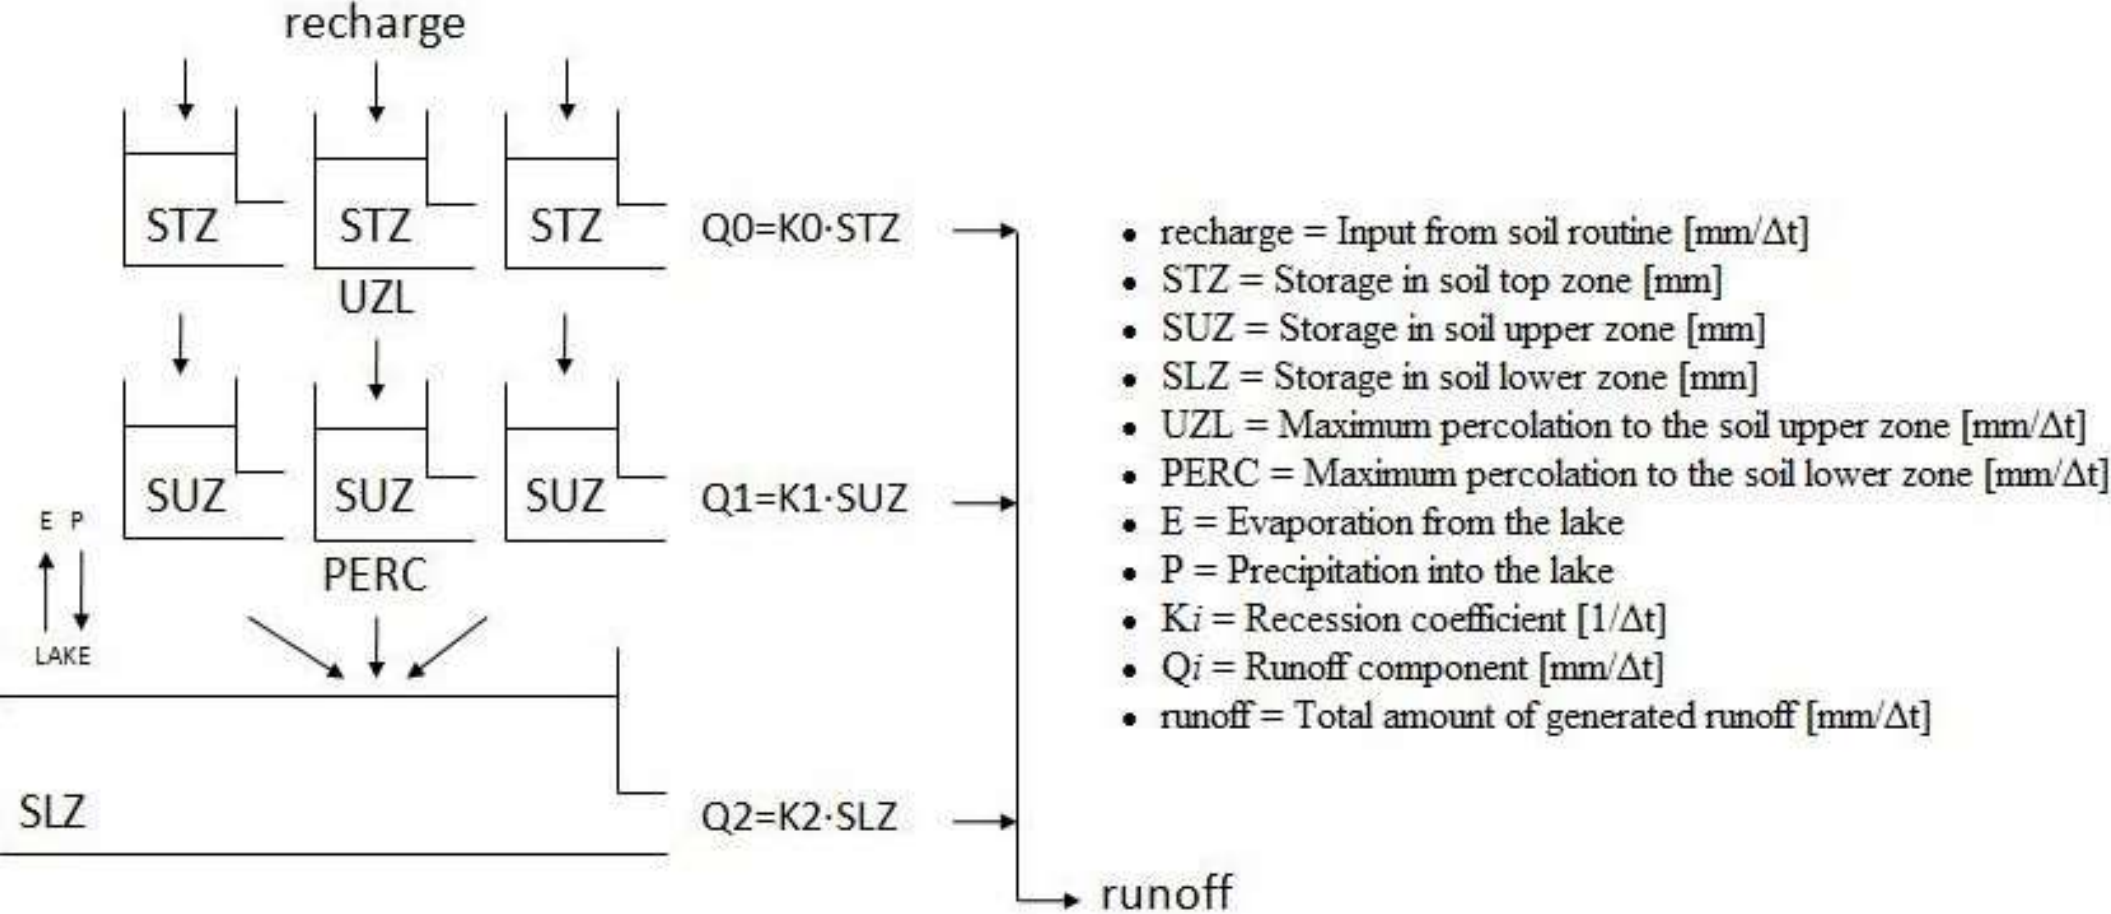 recharge
STZ STZ STZ
Q0=K0·STZ
UZL
SUZ SUZ SUZ
Q1=K1·SUZ
E P
LAKE
PERC
SLZ
Q2=K2·SLZ
runoff
• recharge = Input from soil routine [mm/Δt]
• STZ = Storage in soil top zone [mm]
• SUZ = Storage in soil upper zone [mm]
• SLZ = Storage in soil lower zone [mm]
• UZL = Maximum percolation to the soil upper zone [mm/Δt]
• PERC = Maximum percolation to the soil lower zone [mm/Δt]
• E = Evaporation from the lake
• P = Precipitation into the lake
• Ki = Recession coefficient [1/Δt]
• Qi = Runoff component [mm/Δt]
• runoff = Total amount of generated runoff [mm/Δt]